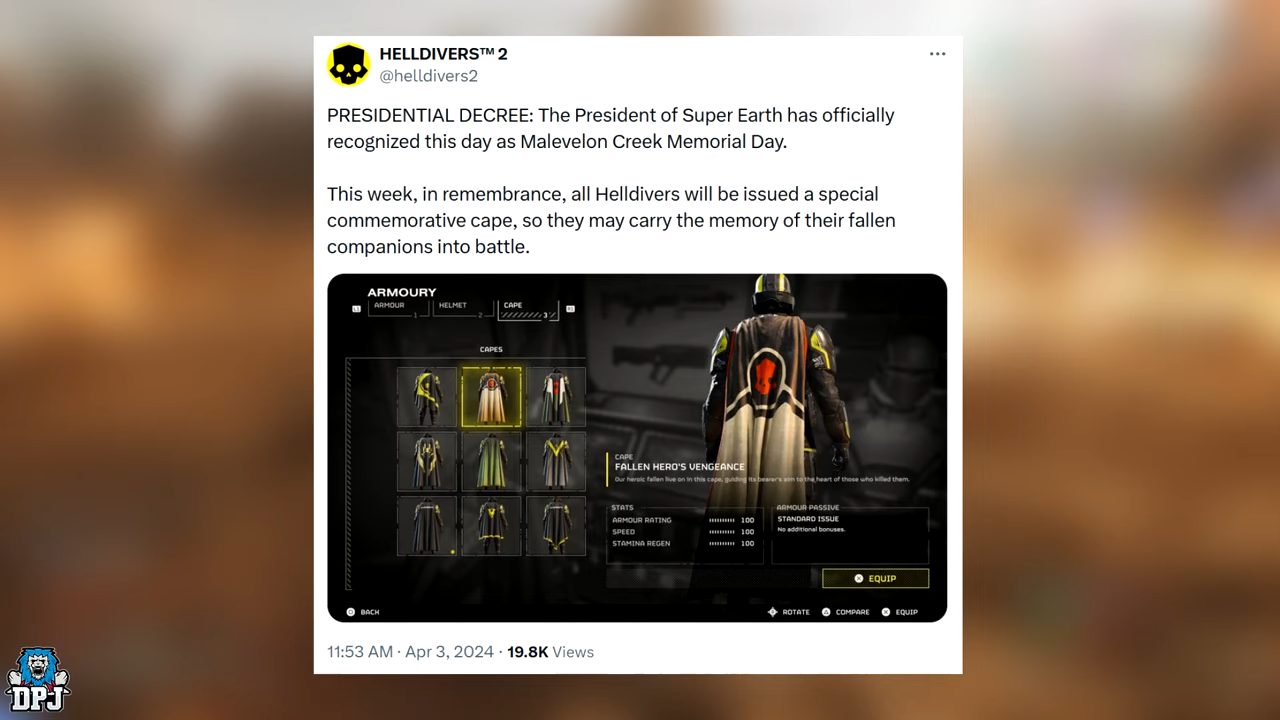 HELLDIVERS™ 2
@helldivers2
PRESIDENTIAL DECREE: The President of Super Earth has officially
recognized this day as Malevelon Creek Memorial Day.
This week, in remembrance, all Helldivers will be issued a special
commemorative cape, so they may carry the memory of their fallen
companions into battle.
ARMOURY
L1
ARMOUR
1
HELMET
2
CAPE
3
R1
CAPES
CAPE
FALLEN HERO'S VENGEANCE
Our heroic fallen live on in this cape, guiding its bearer's aim to the heart of those who killed them.
STATS
ARMOUR RATING 100
SPEED 100
STAMINA REGEN 100
ARMOUR PASSIVE
STANDARD ISSUE
No additional bonuses.
EQUIP
BACK
ROTATE
COMPARE
EQUIP
11:53 AM · Apr 3, 2024 · 19.8K Views
DPJ